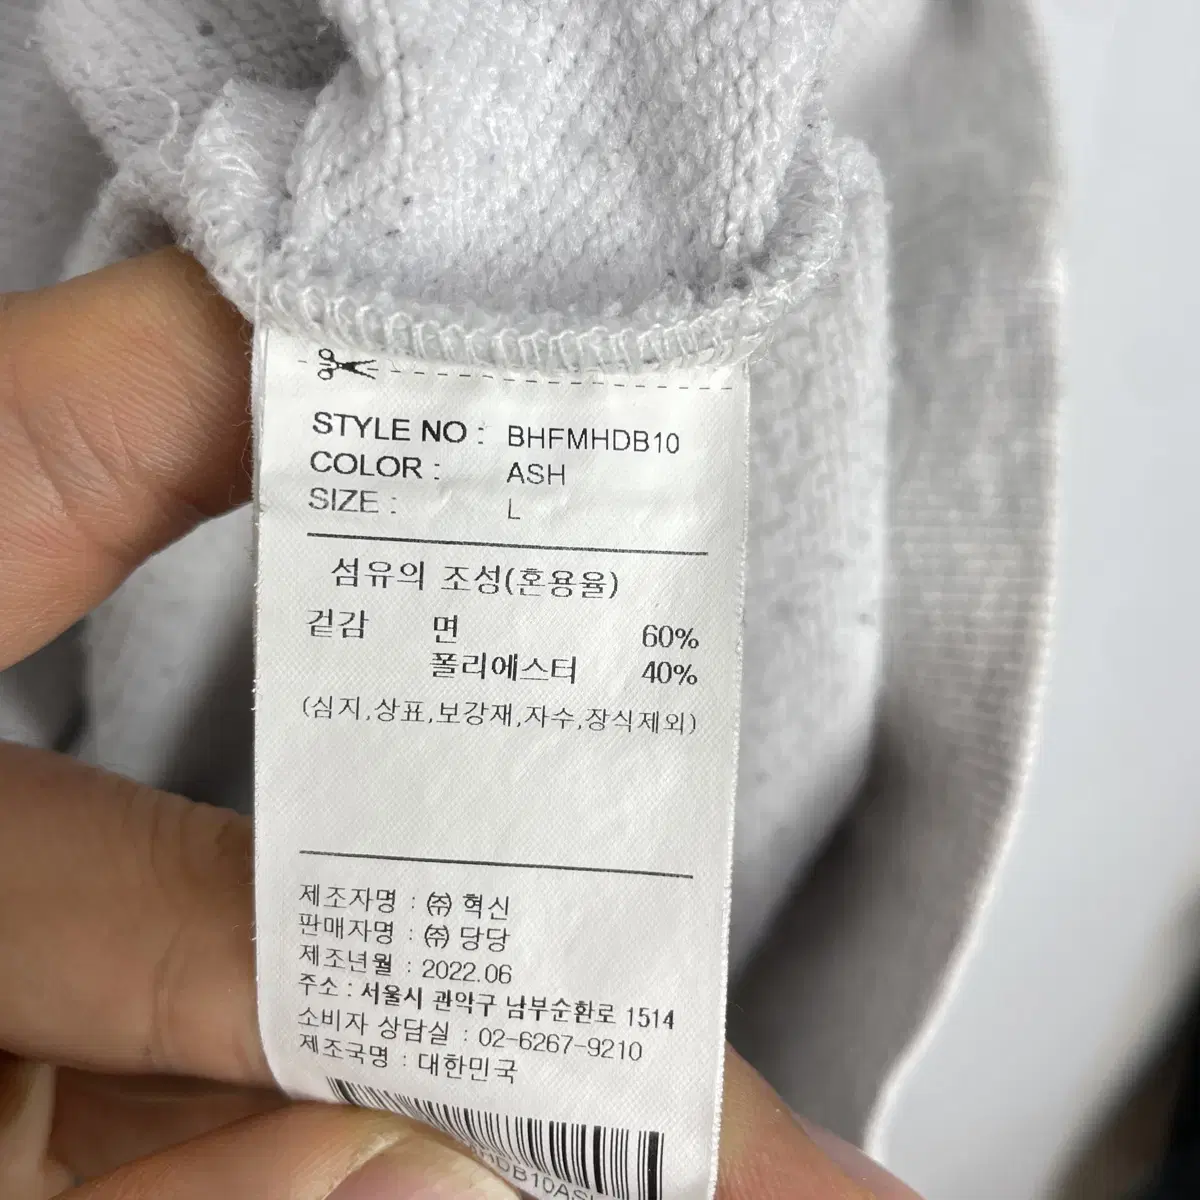 STYLE NO : BHFMHDB10
COLOR : ASH
SIZE : L
섬유의 조성(혼용율)
겉감 면 60%
폴리에스터 40%
(심지,상표,보강재,자수,장식제외)
제조자명 : ㈜ 혁신
판매자명 : ㈜ 당당
제조년월 : 2022.06
주소 : 서울시 관악구 남부순환로 1514
소비자 상담실 : 02-6267-9210
제조국명 : 대한민국